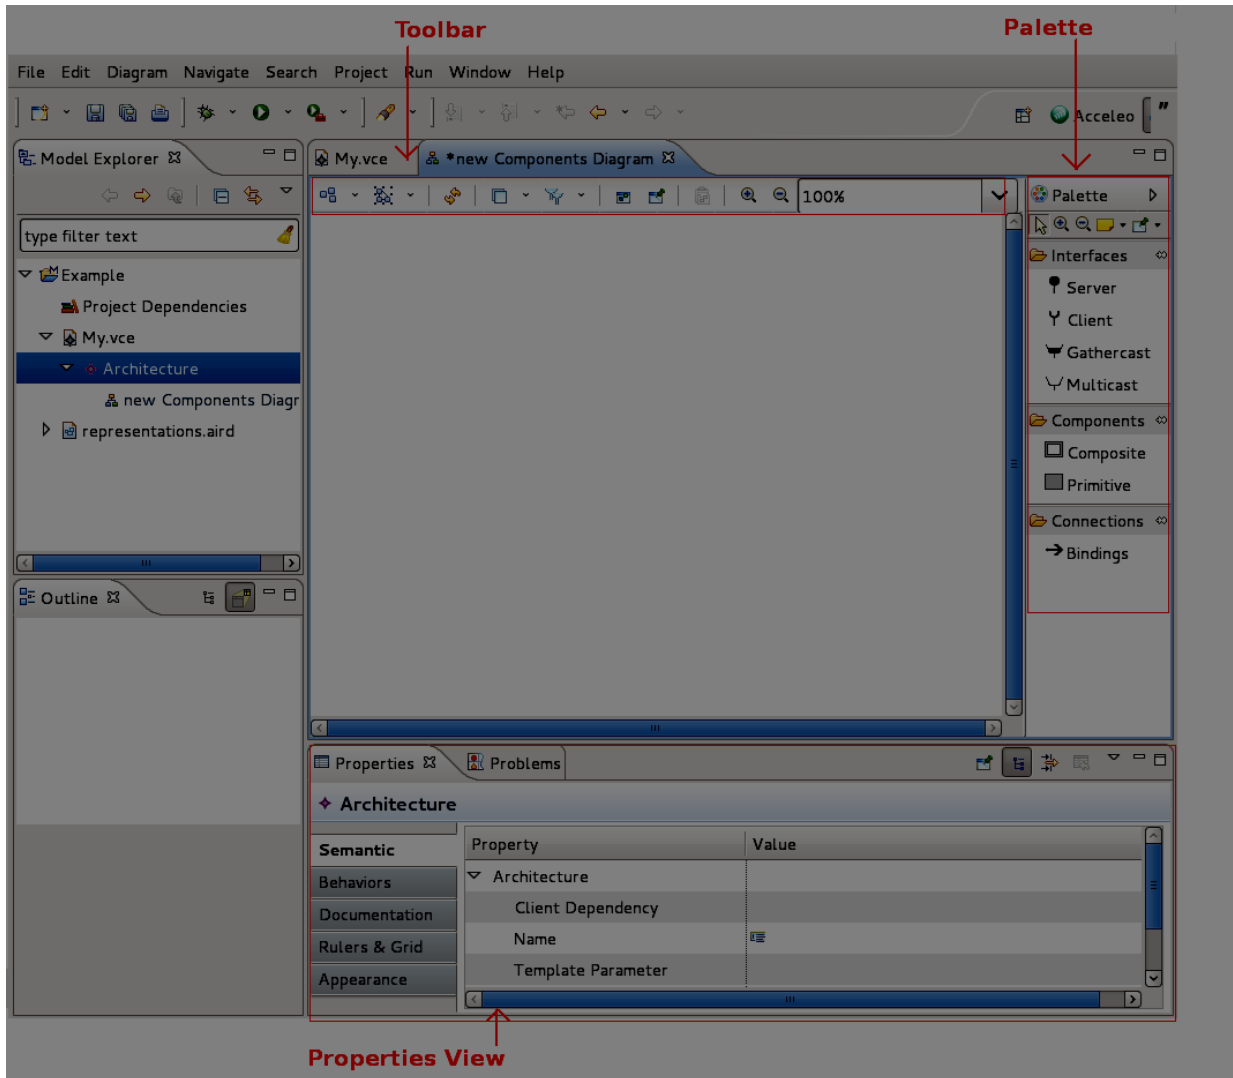 Toolbar
Palette
File Edit Diagram Navigate Search Project Run Window Help
Acceleo
Model Explorer
My.vce
*new Components Diagram
100%
type filter text
Example
Project Dependencies
My.vce
Architecture
new Components Diagr
representations.aird
Palette
Interfaces
Server
Client
Gathercast
Multicast
Components
Composite
Primitive
Connections
Bindings
Outline
Properties
Problems
Architecture
Semantic
Behaviors
Documentation
Rulers & Grid
Appearance
Property Value
Architecture
Client Dependency
Name
Template Parameter
Properties View